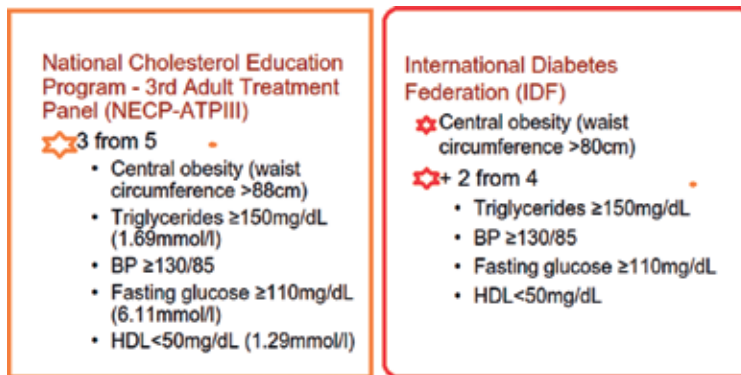 National Cholesterol Education
Program - 3rd Adult Treatment
Panel (NECP-ATPIII)
3 from 5
• Central obesity (waist
circumference >88cm)
• Triglycerides ≥150mg/dL
(1.69mmol/l)
• BP ≥130/85
• Fasting glucose ≥110mg/dL
(6.11mmol/l)
• HDL<50mg/dL (1.29mmol/l)
International Diabetes
Federation (IDF)
Central obesity (waist
circumference >80cm)
+ 2 from 4
• Triglycerides ≥150mg/dL
• BP ≥130/85
• Fasting glucose ≥110mg/dL
• HDL<50mg/dL